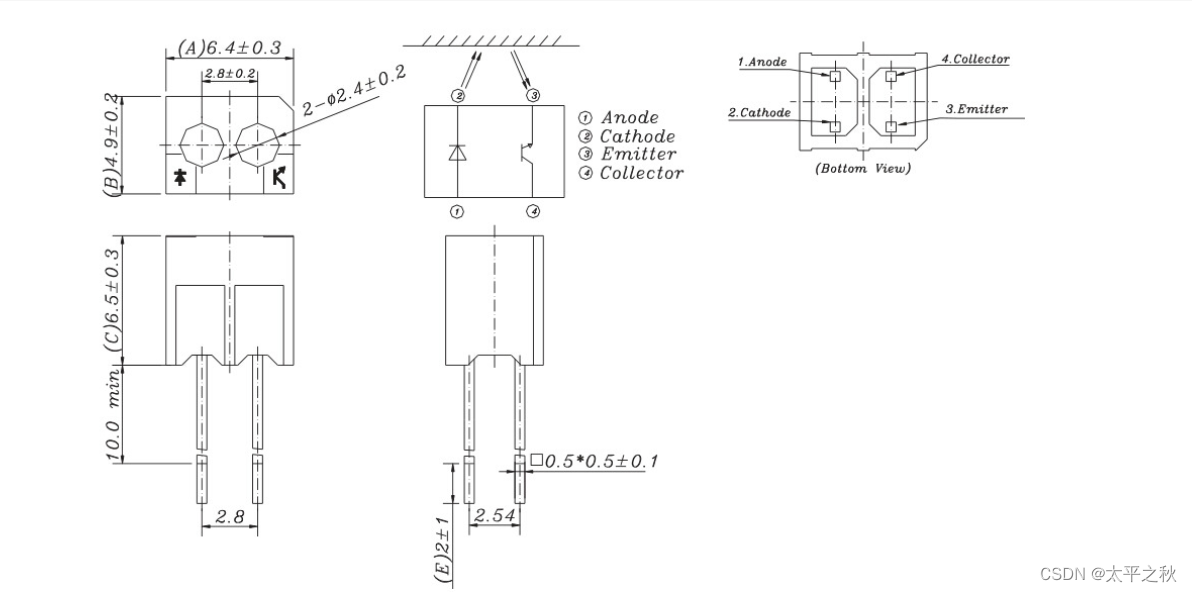 (A)6.4±0.3
2.8±0.2
2-ø2.4±0.2
(B)4.9±0.2
② ③
① Anode
② Cathode
③ Emitter
④ Collector
① ④
1.Anode
4.Collector
2.Cathode
3.Emitter
(Bottom View)
(C)6.5±0.3
10.0 min
2.8
□0.5*0.5±0.1
2.54
(E)2±1
CSDN @太平之秋